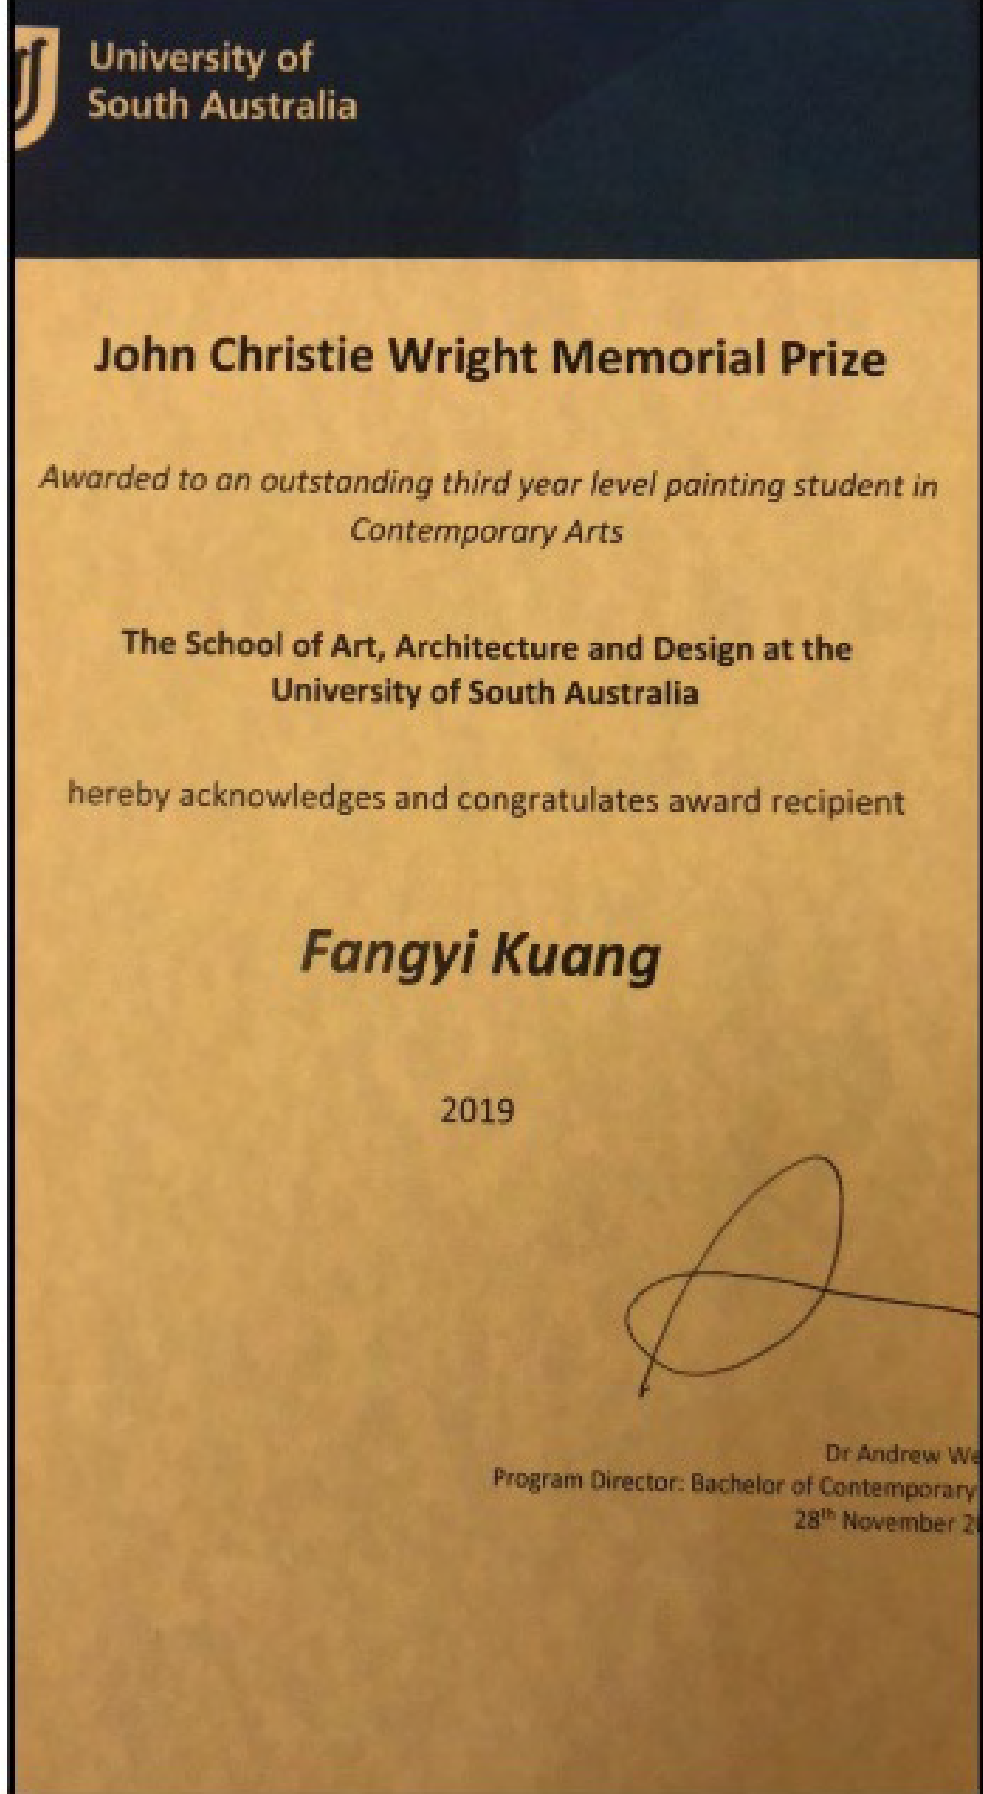 University of
South Australia
John Christie Wright Memorial Prize
Awarded to an outstanding third year level painting student in
Contemporary Arts
The School of Art, Architecture and Design at the
University of South Australia
hereby acknowledges and congratulates award recipient
Fangyi Kuang
2019
Dr Andrew
Program Director: Bachelor of Contemporary
28th November